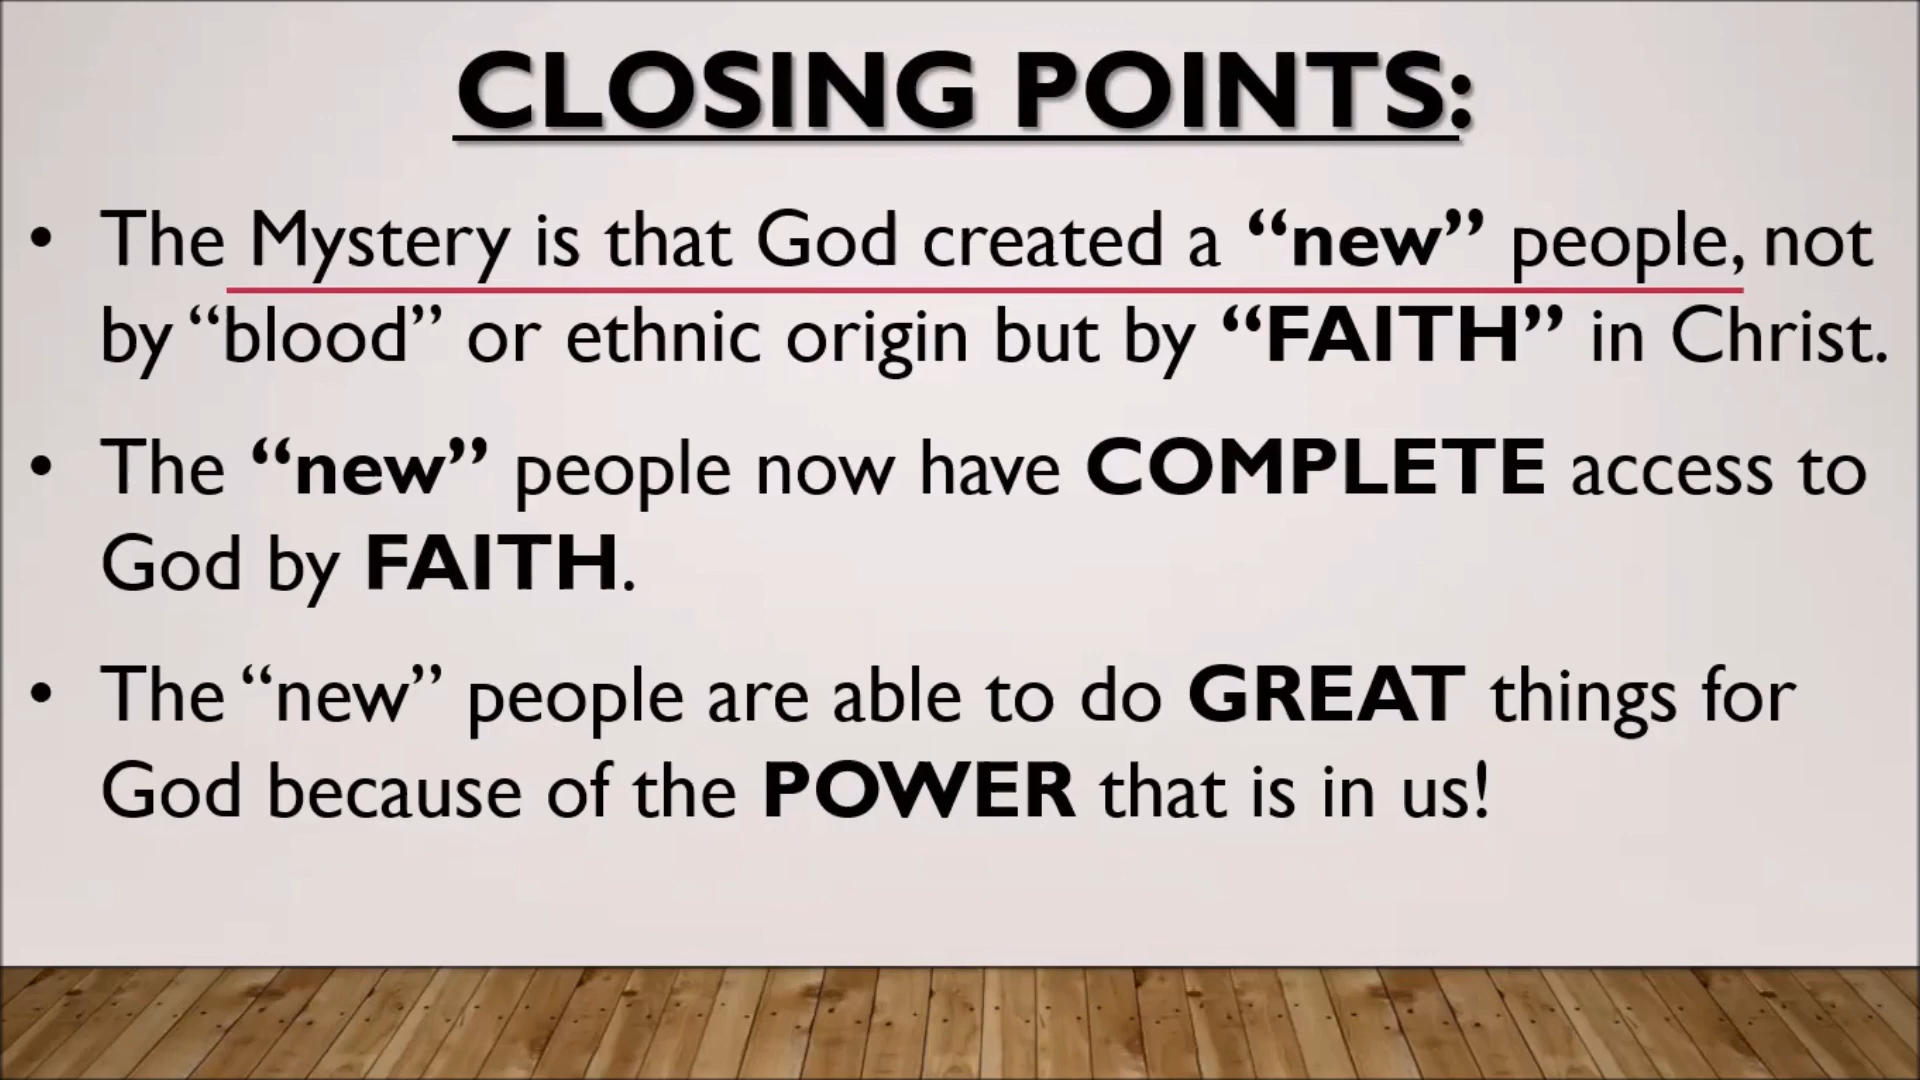 CLOSING POINTS:
• The Mystery is that God created a “new” people, not
by “blood” or ethnic origin but by “FAITH” in Christ.
• The “new” people now have COMPLETE access to
God by FAITH.
• The “new” people are able to do GREAT things for
God because of the POWER that is in us!